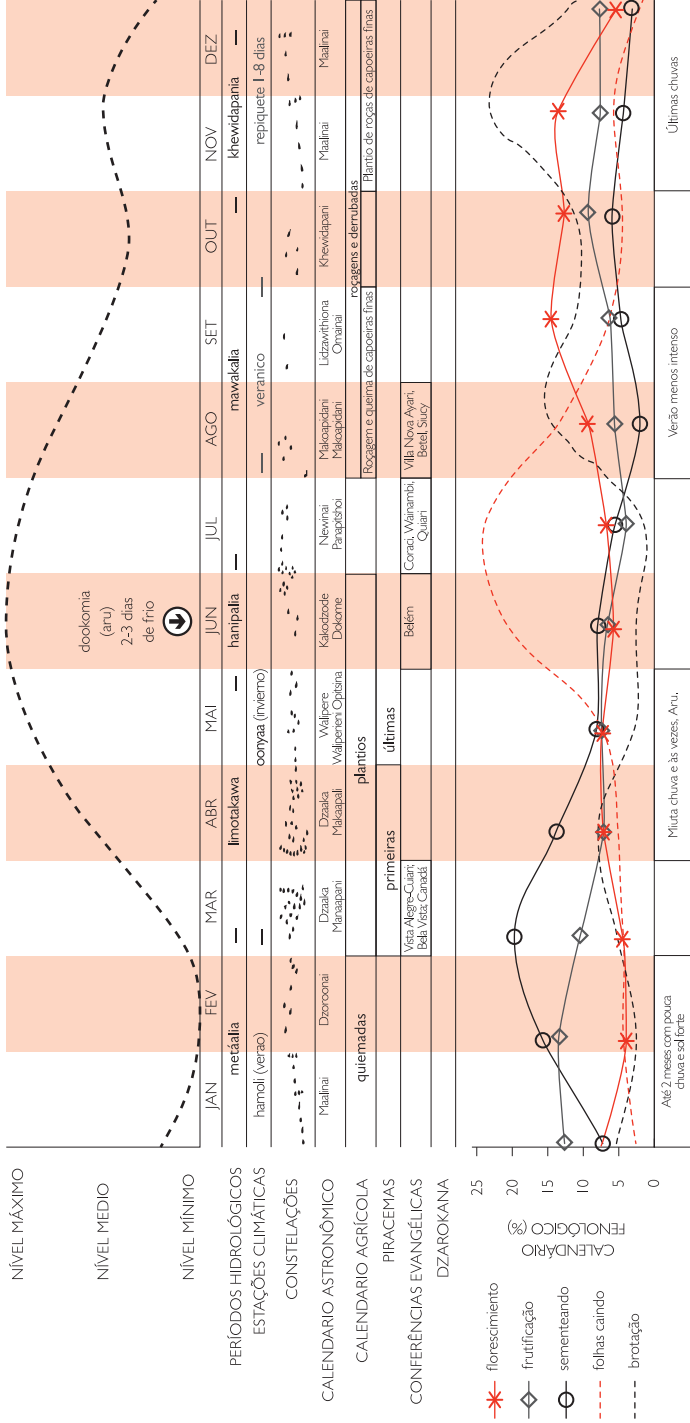 NÍVEL MÁXIMO
NÍVEL MEDIO
NÍVEL MÍNIMO
dookomia
(aru)
2-3 dias
de frio
JAN
FEV
MAR
ABR
MAI
JUN
JUL
AGO
SET
OUT
NOV
DEZ
PERÍODOS HIDROLÓGICOS
metáalia
limotakawa
hanipalia
mawakalia
khewidapania
ESTAÇÕES CLIMÁTICAS
hamoli (verao)
oonyaa (invierno)
veranico
repiquete 1-8 dias
CONSTELAÇÕES
CALENDARIO ASTRONÔMICO
Maalinai
Dzoroonai
Dzaaka
Manaapani
Dzaaka
Makaapali
Walipere
Waliperieni Opitsina
Kakodzode
Dokome
Newinai
Panapitshoi
Makoapidani
Makoapidani
Lidzawithiona
Omainai
Khewidapani
Maalinai
Maalinai
CALENDARIO AGRÍCOLA
quiemadas
plantios
roçagens e derrubadas
Roçagem e queima de capoeiras finas
Plantio de roças de capoeiras finas
PIRACEMAS
primeiras
últimas
CONFERÊNCIAS EVANGÉLICAS
Vista Alegre-Cuiari;
Bela Vista; Canadá
Belém
Coraci, Wainambi,
Quiari
Villa Nova Ayari,
Betel, Siucy
DZAROKANA
CALENDÁRIO
FENOLÓGICO (%)
25
20
15
10
5
0
florescimiento
frutificação
sementeando
folhas caindo
brotação
Até 2 meses com pouca
chuva e sol forte
Miuta chuva e às vezes, Aru.
Verão menos intenso
Últimas chuvas